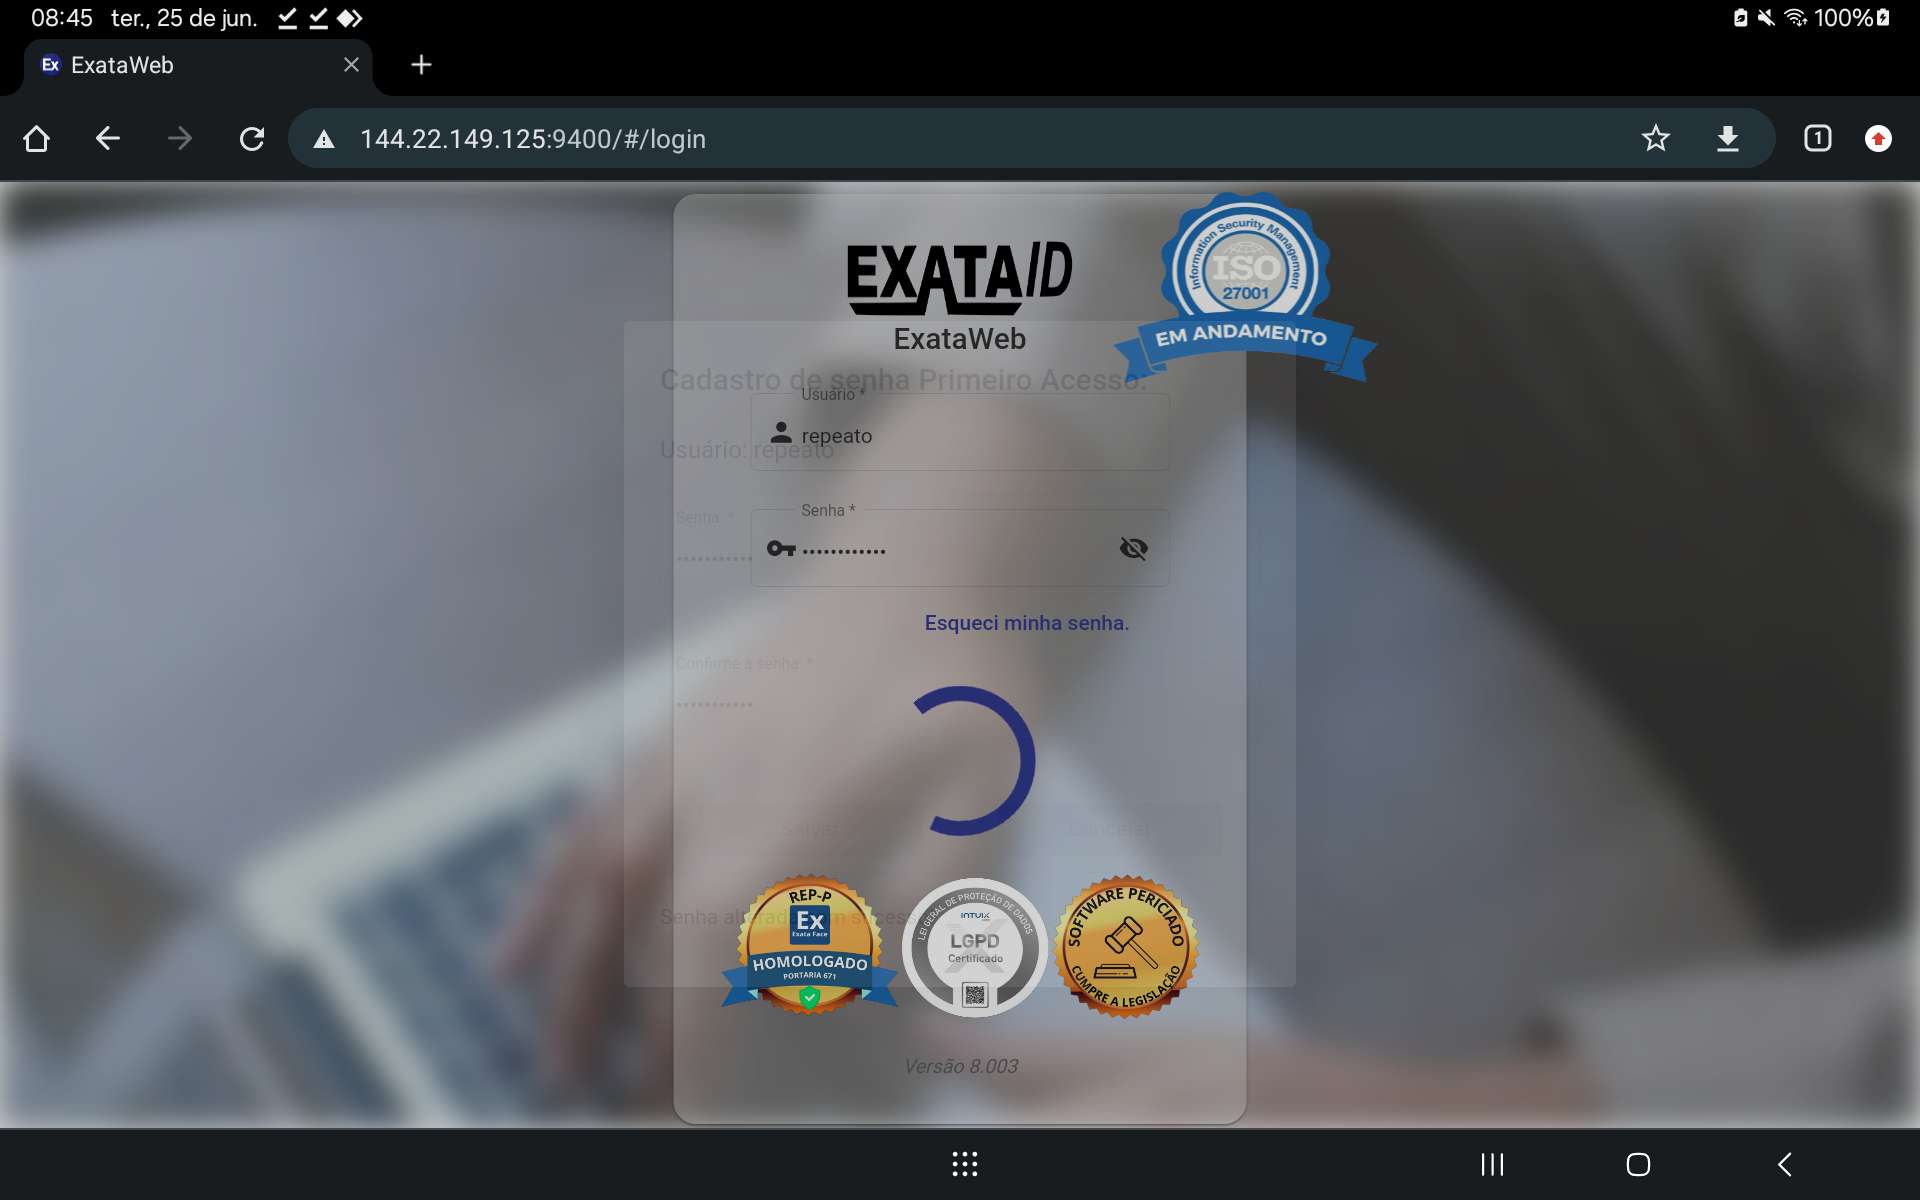 08:45 ter., 25 de jun.
100%
Ex ExataWeb
144.22.149.125:9400/#/login
1
EXATAID
ExataWeb
Information Security Management
ISO
27001
EM ANDAMENTO
Cadastro de senha Primeiro Acesso:
Usuário *
repeato
Usuário: repeato
Senha *
Senha *
••••••••••••
•••••••••••
Esqueci minha senha.
Confirme a senha *
•••••••••••
Salvar
Cancelar
REP-P
Ex
Exata Face
HOMOLOGADO
PORTARIA 671
LEI GERAL DE PROTEÇÃO DE DADOS
INTUIX
LGPD
Certificado
SOFTWARE PERICIADO
CUMPRE A LEGISLAÇÃO
Senha alterada com sucesso
Versão 8.003